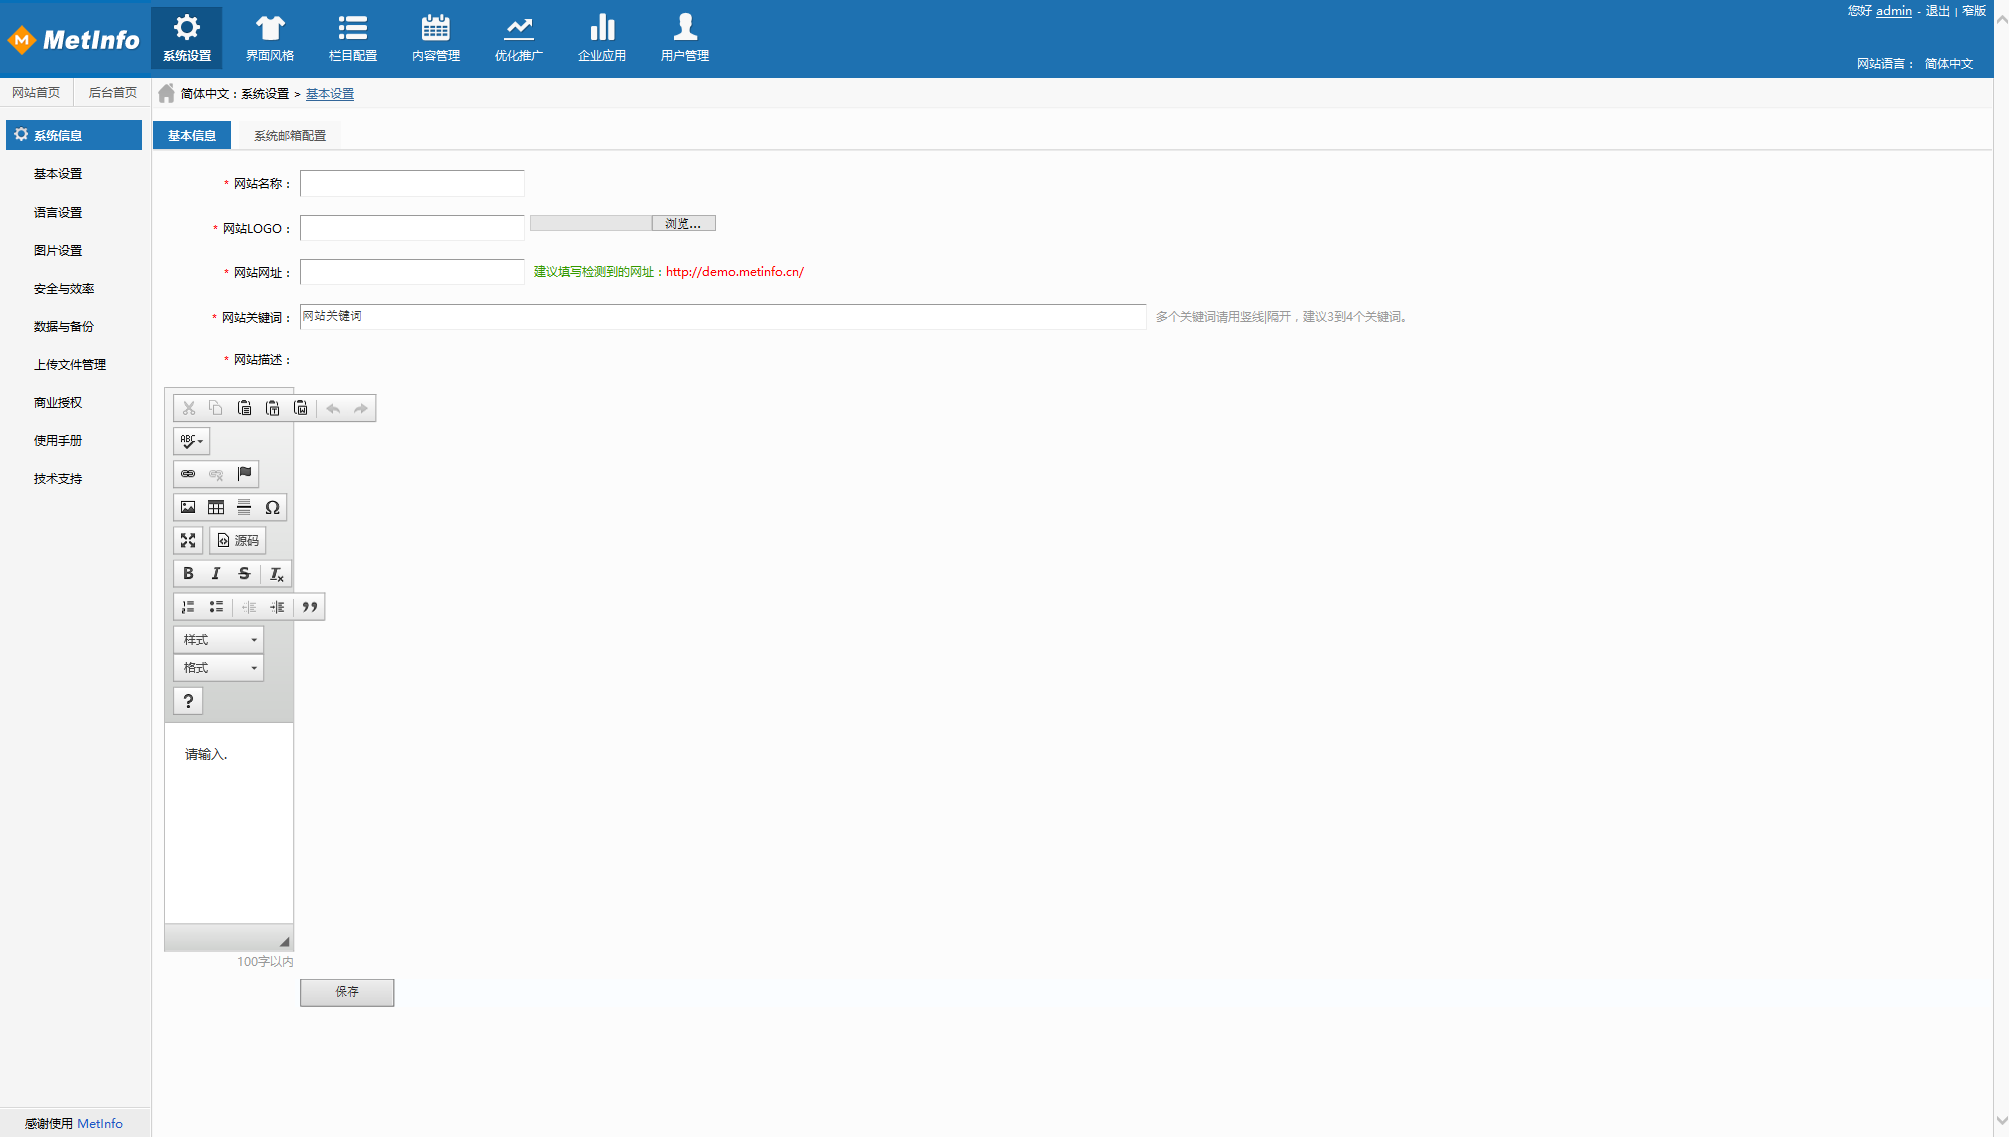 MetInfo
系统设置 界面风格 栏目配置 内容管理 优化推广 企业应用 用户管理
您好 admin - 退出 | 窄版
网站语言： 简体中文
网站首页 后台首页
简体中文：系统设置 > 基本设置
系统信息
基本设置
语言设置
图片设置
安全与效率
数据与备份
上传文件管理
商业授权
使用手册
技术支持
基本信息 系统邮箱配置
* 网站名称：
* 网站LOGO： 浏览...
* 网站网址： 建议填写检测到的网址：http://demo.metinfo.cn/
* 网站关键词： 网站关键词 多个关键词请用竖线|隔开，建议3到4个关键词。
* 网站描述：
ABC
源码
B I S Tx
样式
格式
?
请输入.
100字以内
保存
感谢使用 MetInfo